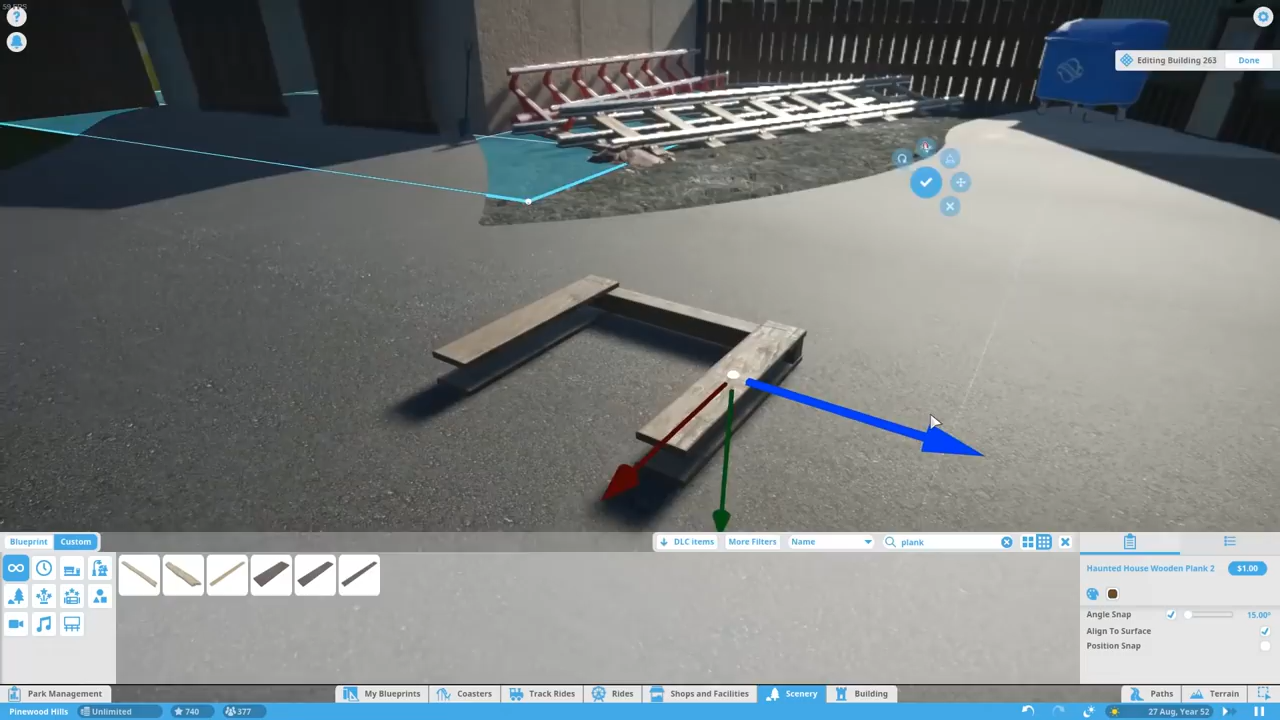 59 FPS
?
Editing Building 263 Done
Blueprint Custom DLC items More Filters Name plank
Haunted House Wooden Plank 2 $1.00
Angle Snap 15.00°
Align To Surface
Position Snap
Park Management My Blueprints Coasters Track Rides Rides Shops and Facilities Scenery Building Paths Terrain
Pinewood Hills Unlimited 740 377 27 Aug, Year 52